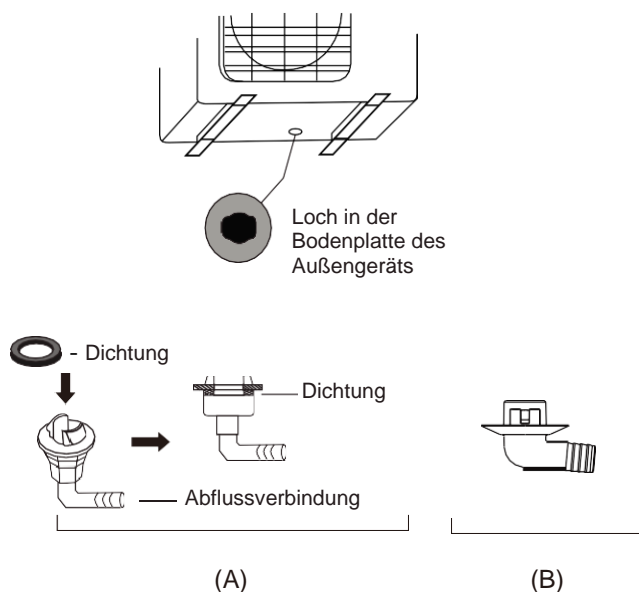 Loch in der
Bodenplatte des
Außengeräts
- Dichtung
Dichtung
Abflussverbindung
(A)
(B)